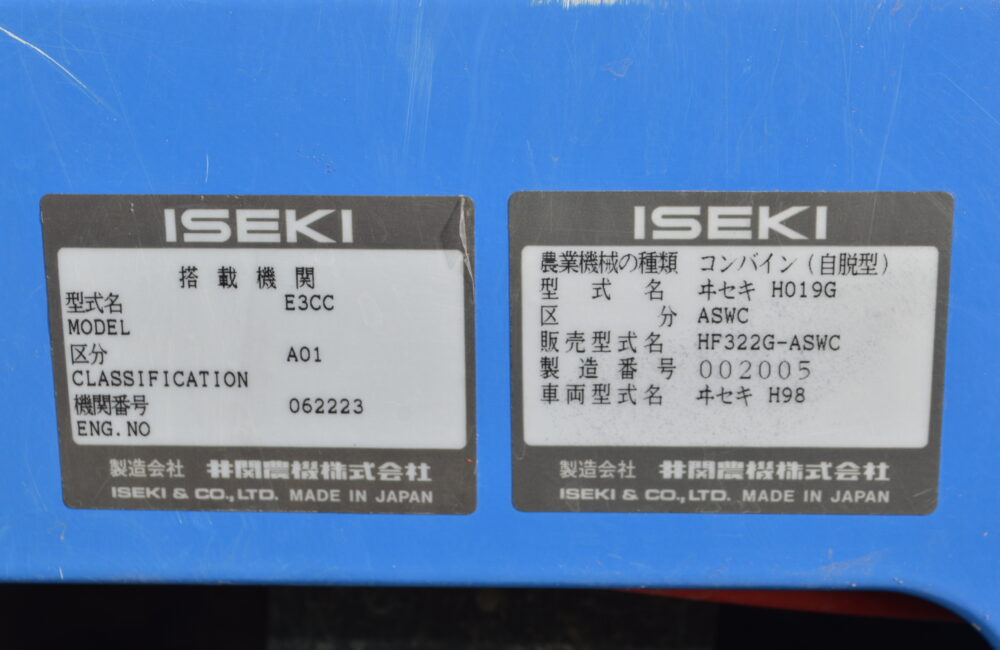 ISEKI
搭載機関
型式名 E3CC
MODEL
区分 A01
CLASSIFICATION
機関番号 062223
ENG.NO
製造会社 井関農機株式会社
ISEKI & CO.,LTD. MADE IN JAPAN
ISEKI
農業機械の種類 コンバイン(自脱型)
型式名 ヰセキ H019G
区分 ASWC
販売型式名 HF322G-ASWC
製造番号 002005
車両型式名 ヰセキ H98
製造会社 井関農機株式会社
ISEKI & CO.,LTD. MADE IN JAPAN